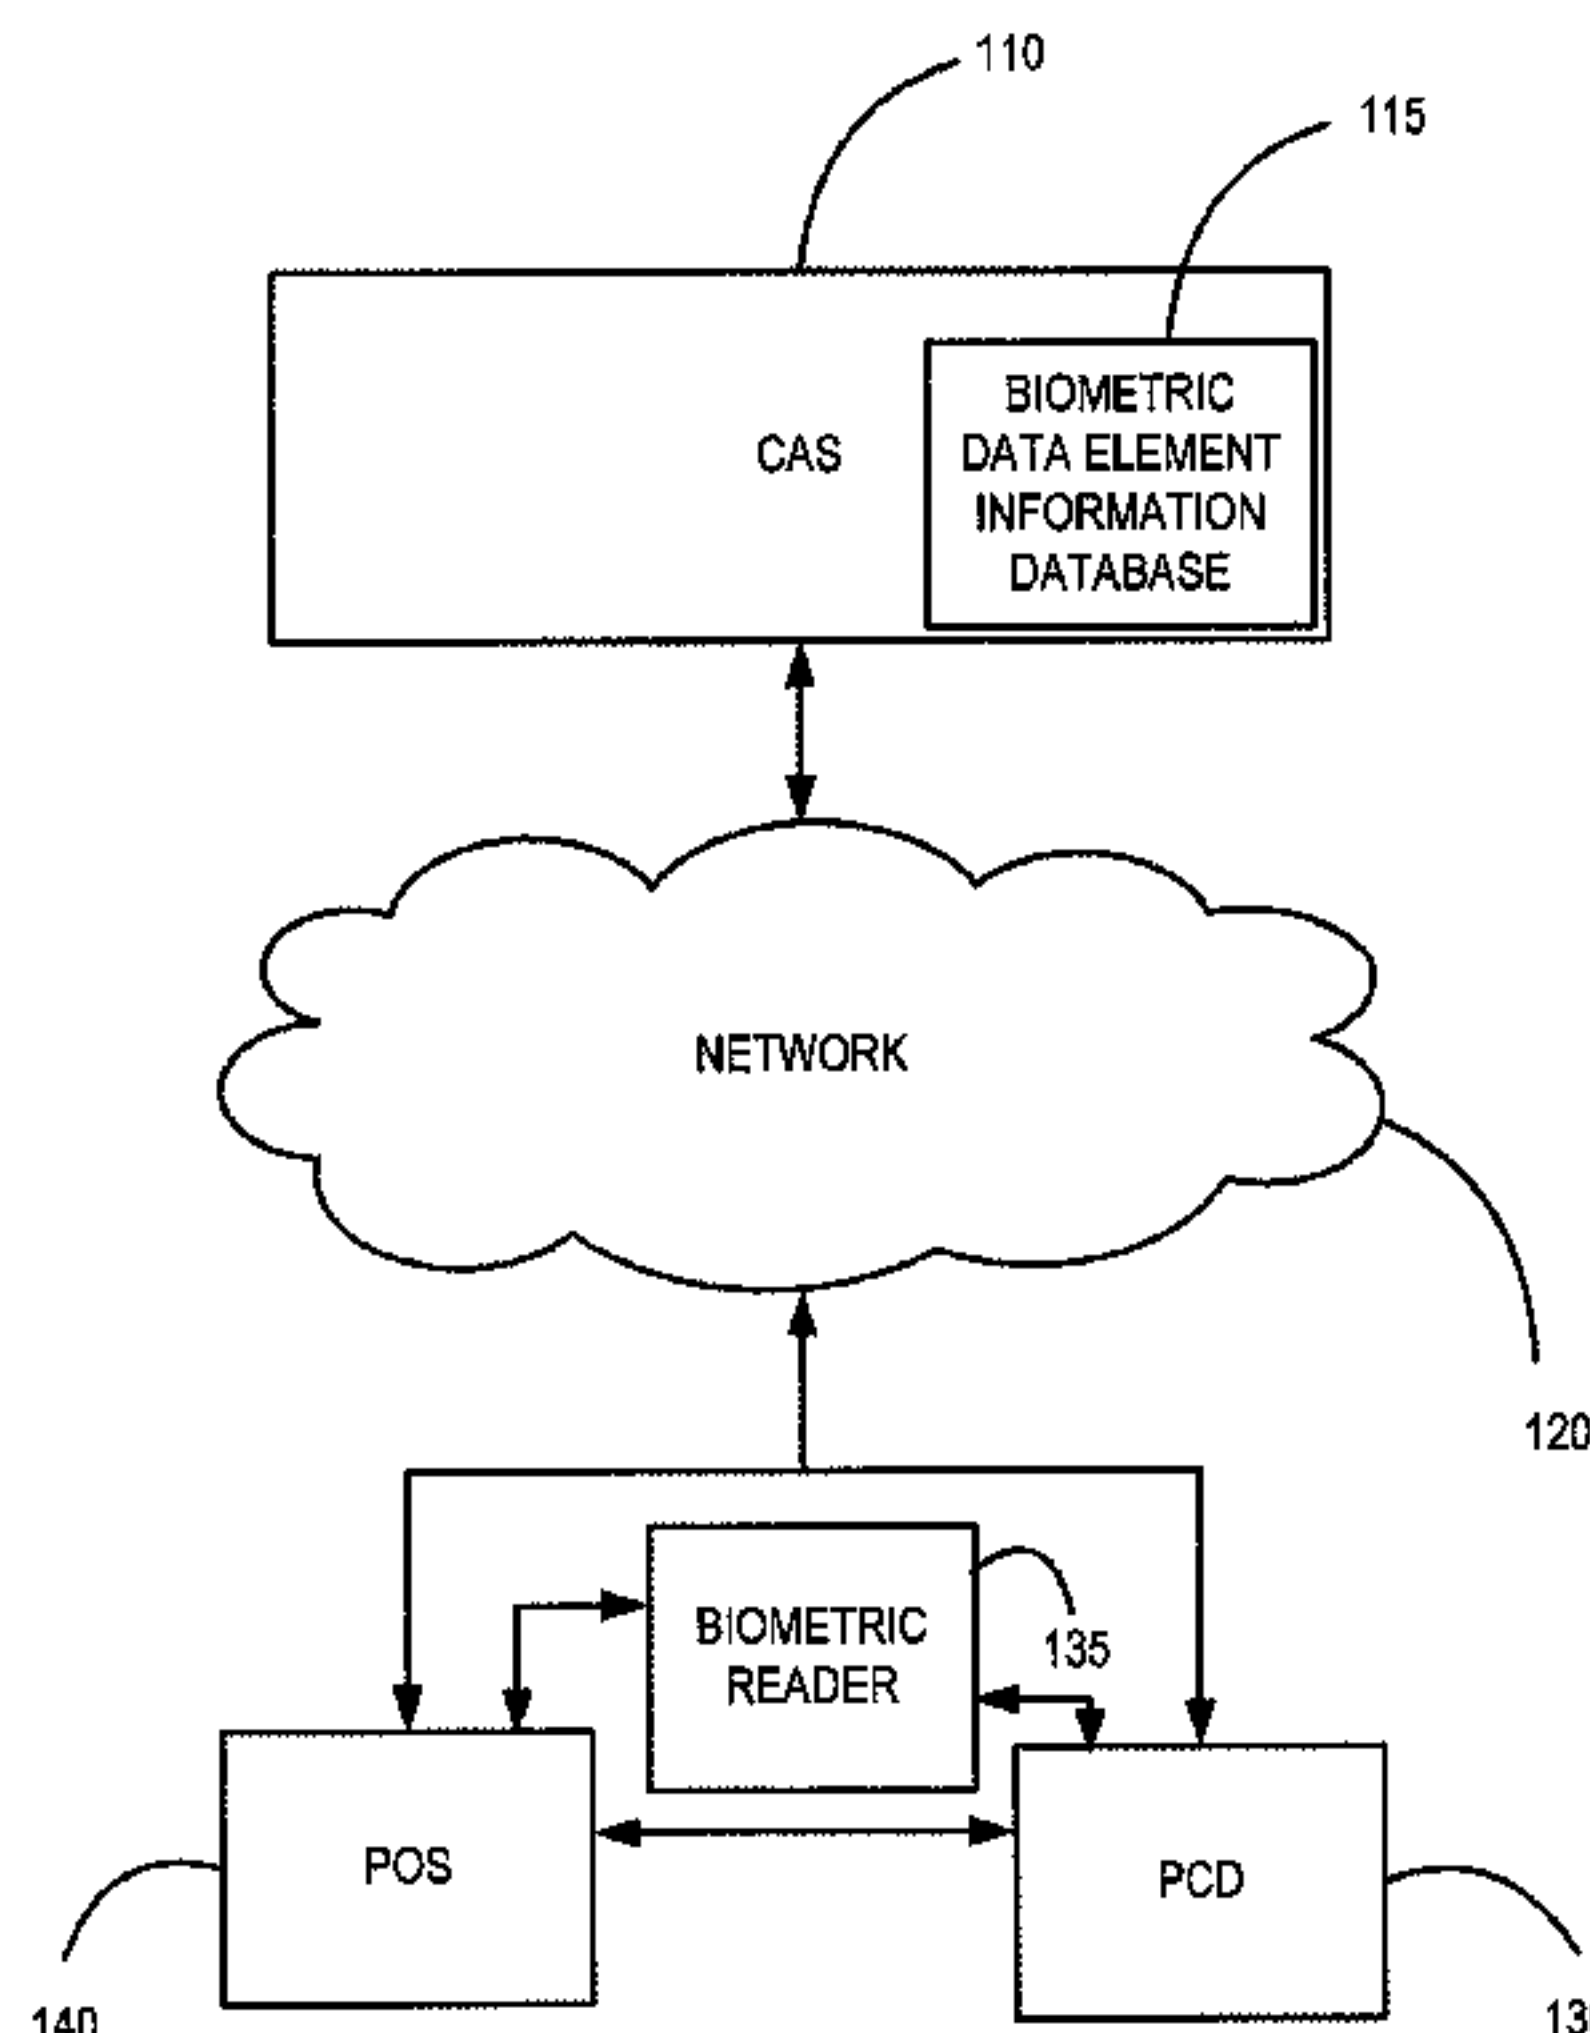 110
115
BIOMETRIC
DATA ELEMENT
INFORMATION
DATABASE
CAS
NETWORK
120
BIOMETRIC
READER
135
POS
PCD
140